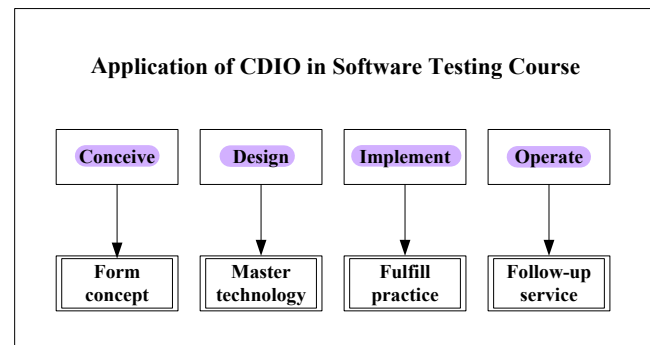 Application of CDIO in Software Testing Course
Conceive
Design
Implement
Operate
Form
concept
Master
technology
Fulfill
practice
Follow-up
service